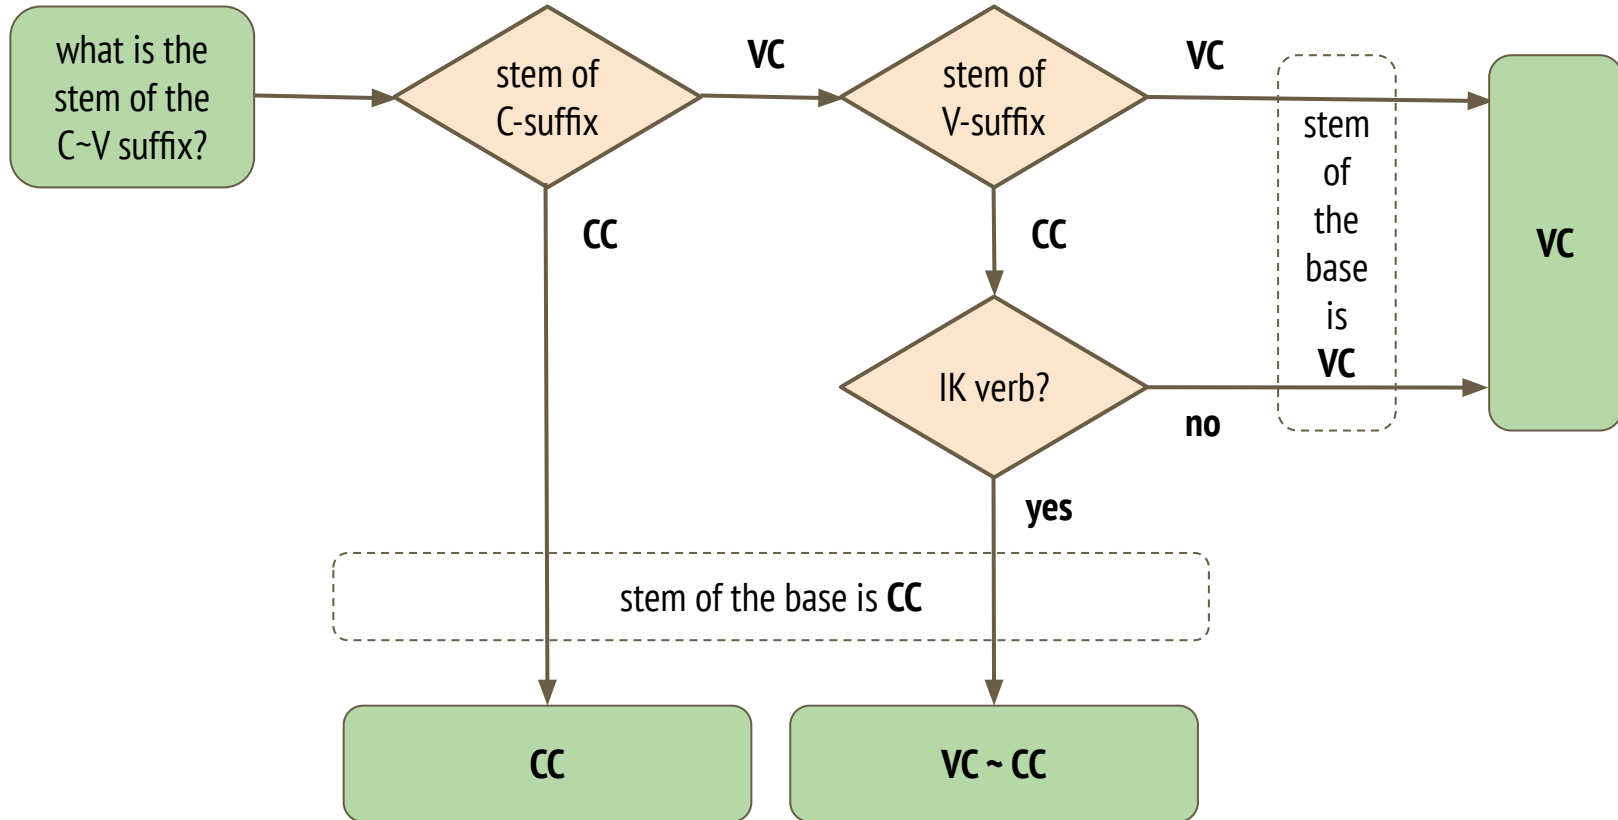 what is the
stem of the
C~V suffix?
stem of
C-suffix
VC
stem of
V-suffix
VC
CC
CC
stem
of
the
base
is
VC
VC
IK verb?
no
yes
stem of the base is CC
CC
VC ~ CC